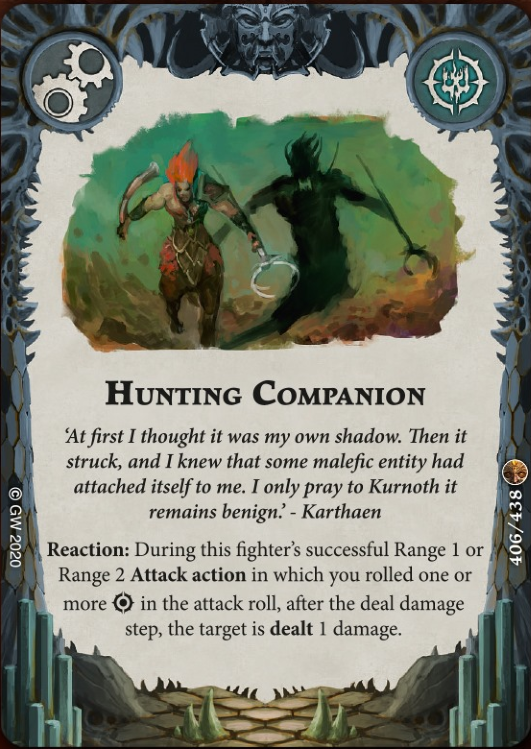 HUNTING COMPANION
‘At first I thought it was my own shadow. Then it
struck, and I knew that some malefic entity had
attached itself to me. I only pray to Kurnoth it
remains benign.’ - Karthaen
Reaction: During this fighter’s successful Range 1 or
Range 2 Attack action in which you rolled one or
more in the attack roll, after the deal damage
step, the target is dealt 1 damage.
© GW 2020
406/438